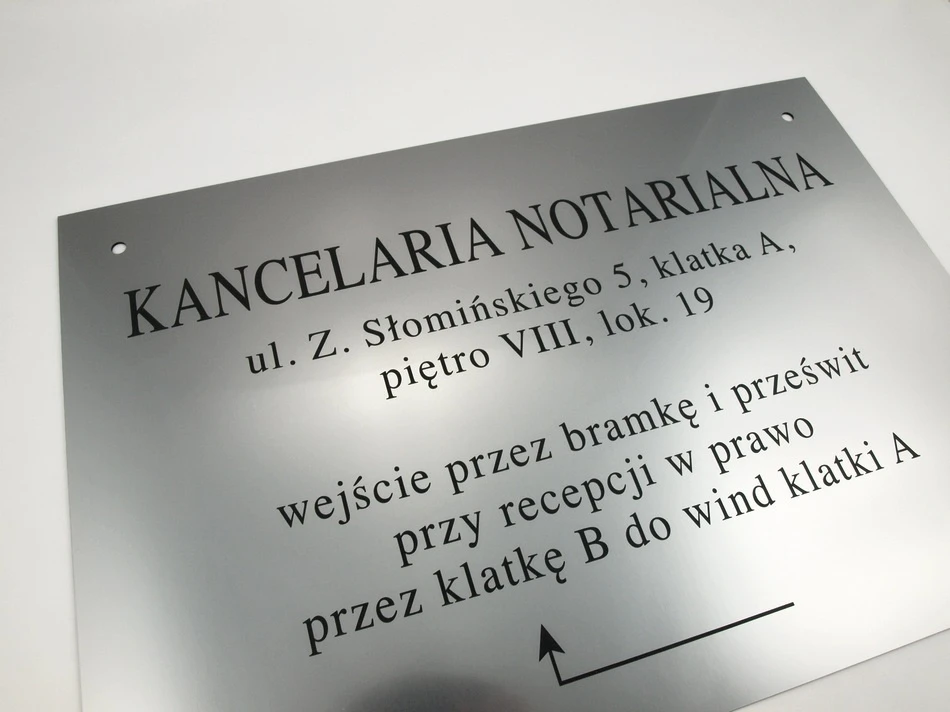 KANCELARIA NOTARIALNA
ul. Z. Słomińskiego 5, klatka A,
piętro VIII, lok. 19
wejście przez bramkę i prześwit
przy recepcji w prawo
przez klatkę B do wind klatki A